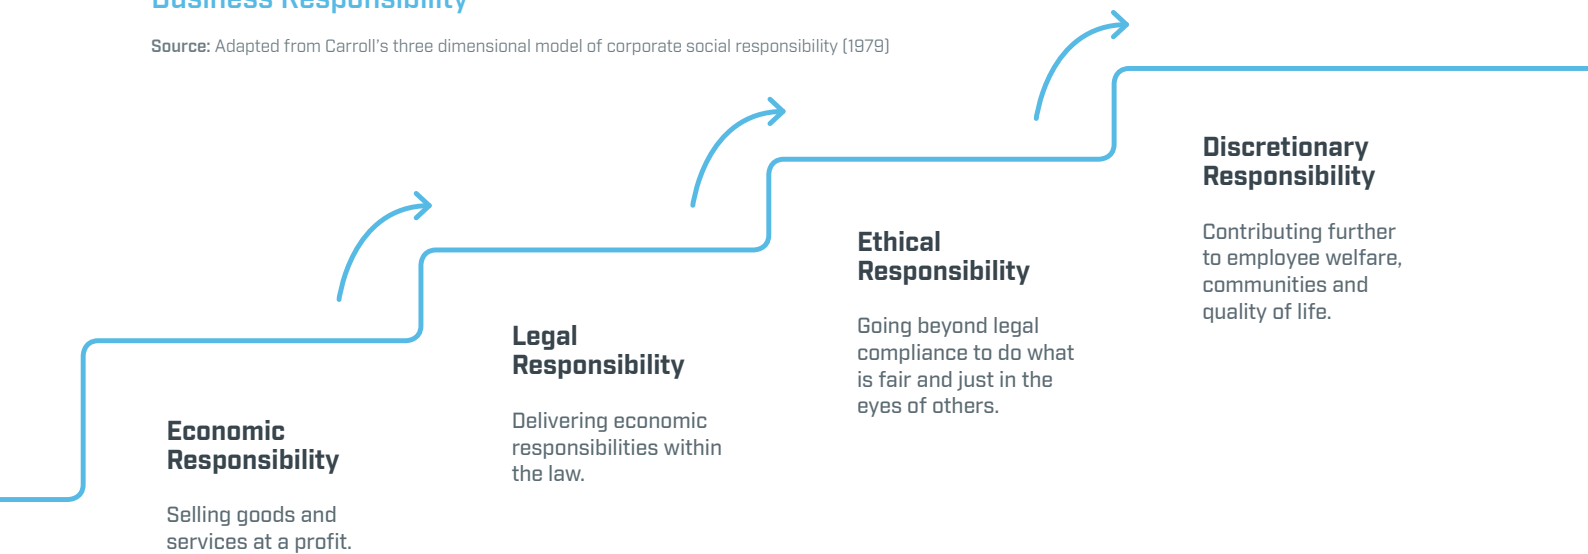 Business Responsibility
Source: Adapted from Carroll's three dimensional model of corporate social responsibility (1979)
Economic
Responsibility
Selling goods and
services at a profit.
Legal
Responsibility
Delivering economic
responsibilities within
the law.
Ethical
Responsibility
Going beyond legal
compliance to do what
is fair and just in the
eyes of others.
Discretionary
Responsibility
Contributing further
to employee welfare,
communities and
quality of life.